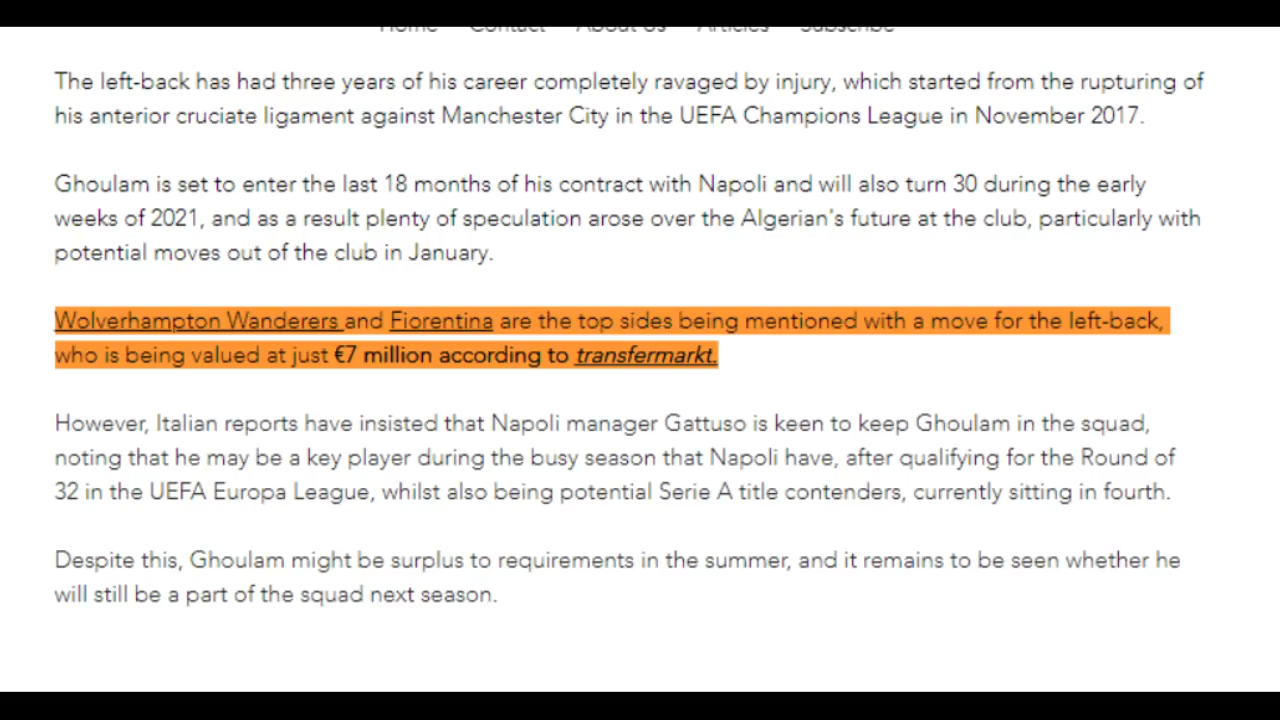 Home Contact About Us Articles Subscribe
The left-back has had three years of his career completely ravaged by injury, which started from the rupturing of
his anterior cruciate ligament against Manchester City in the UEFA Champions League in November 2017.
Ghoulam is set to enter the last 18 months of his contract with Napoli and will also turn 30 during the early
weeks of 2021, and as a result plenty of speculation arose over the Algerian's future at the club, particularly with
potential moves out of the club in January.
Wolverhampton Wanderers and Fiorentina are the top sides being mentioned with a move for the left-back,
who is being valued at just €7 million according to transfermarkt.
However, Italian reports have insisted that Napoli manager Gattuso is keen to keep Ghoulam in the squad,
noting that he may be a key player during the busy season that Napoli have, after qualifying for the Round of
32 in the UEFA Europa League, whilst also being potential Serie A title contenders, currently sitting in fourth.
Despite this, Ghoulam might be surplus to requirements in the summer, and it remains to be seen whether he
will still be a part of the squad next season.